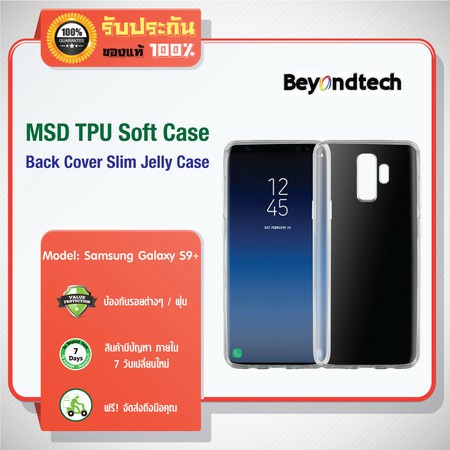 100%
GUARANTEE
รับประกัน
ของแท้ 100%
Beyondtech
MSD TPU Soft Case
Back Cover Slim Jelly Case
Model: Samsung Galaxy S9+
VALUE
PROTECTION
ป้องกันรอยต่างๆ / ฝุ่น
7
Days
สินค้ามีปัญหา ภายใน
7 วันเปลี่ยนใหม่
ฟรี! จัดส่งถึงมือคุณ
12
45